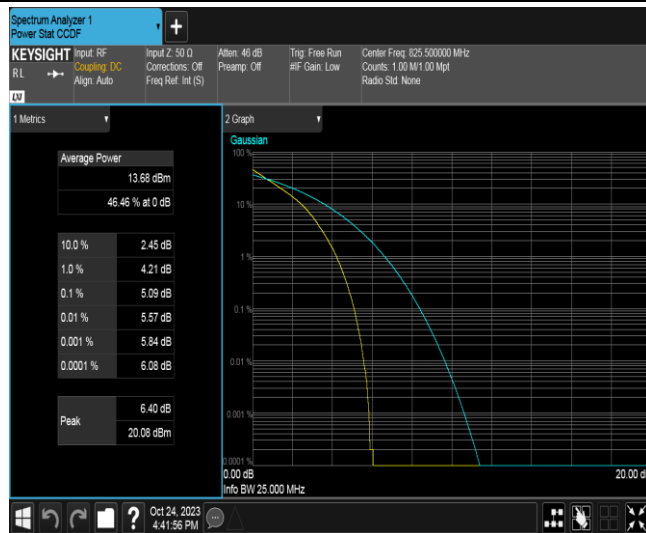 Spectrum Analyzer 1
Power Stat CCDF
+
KEYSIGHT
RL
Input: RF
Coupling: DC
Align: Auto
Input Z: 50 Ω
Corrections: Off
Freq Ref: Int (S)
Atten: 46 dB
Preamp: Off
Trig: Free Run
#IF Gain: Low
Center Freq: 825.500000 MHz
Counts: 1.00 M/1.00 Mpt
Radio Std: None
LXI
1 Metrics
Average Power
13.68 dBm
46.46 % at 0 dB
10.0 % 2.45 dB
1.0 % 4.21 dB
0.1 % 5.09 dB
0.01 % 5.57 dB
0.001 % 5.84 dB
0.0001 % 6.08 dB
Peak
6.40 dB
20.08 dBm
2 Graph
Gaussian
100 %
10 %
1 %
0.1 %
0.01 %
0.001 %
0.0001 %
0.00 dB
20.00 d
Info BW 25.000 MHz
?
Oct 24, 2023
4:41:56 PM